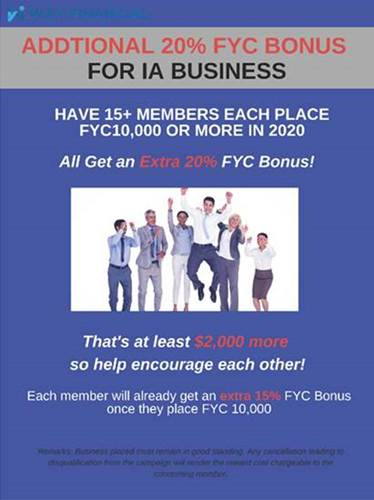 FINANCIAL
ADDTIONAL 20% FYC BONUS
FOR IA BUSINESS
HAVE 15+ MEMBERS EACH PLACE
FYC10,000 OR MORE IN 2020
All Get an Extra 20% FYC Bonus!
That's at least $2,000 more
so help encourage each other!
Each member will already get an extra 15% FYC Bonus
once they place FYC 10,000
Remarks: Business placed must remain in good standing. Any cancellation leading to
disqualification from the campaign will render the reward cost chargeable to the
member.